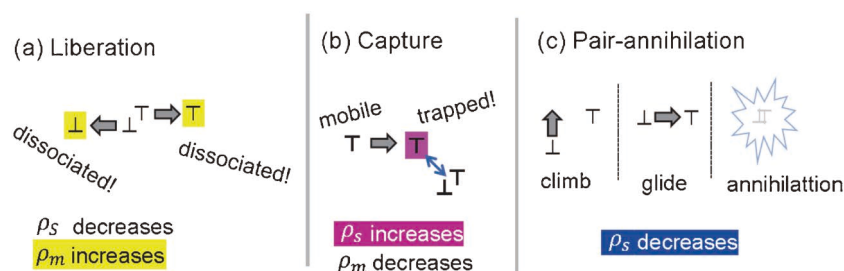 (a) Liberation
dissociated!
dissociated!
ρS decreases
ρm increases
(b) Capture
mobile
trapped!
ρs increases
ρm decreases
(c) Pair-annihilation
climb
glide
annihilattion
ρs decreases